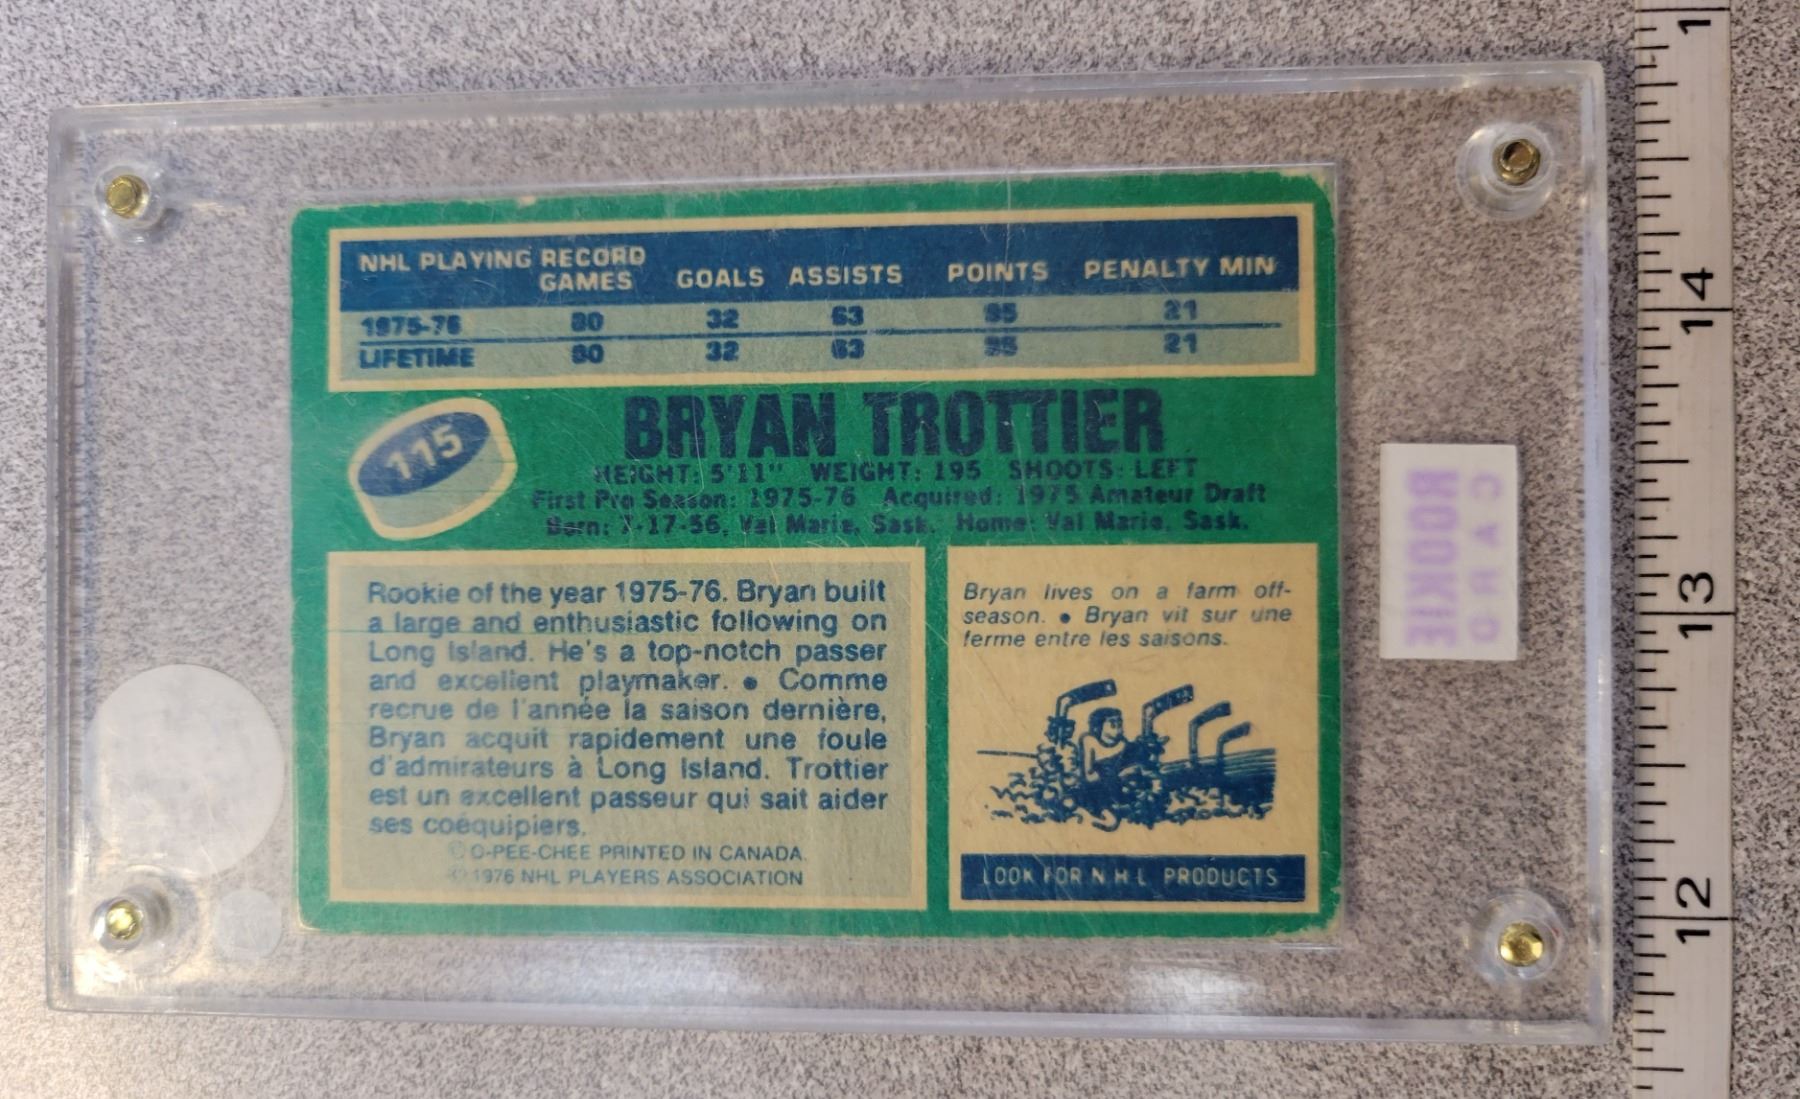 NHL PLAYING RECORD
GAMES GOALS ASSISTS POINTS PENALTY MIN
1975-76 80 32 63 95 21
LIFETIME 80 32 63 95 21
115
BRYAN TROTTIER
HEIGHT: 5'11" WEIGHT: 195 SHOOTS: LEFT
First Pro Season: 1975-76 Acquired: 1975 Amateur Draft
Born: 7-17-56, Val Marie, Sask. Home: Val Marie, Sask.
Rookie of the year 1975-76. Bryan built
a large and enthusiastic following on
Long Island. He's a top-notch passer
and excellent playmaker. • Comme
recrue de l'année la saison dernière,
Bryan acquit rapidement une foule
d'admirateurs à Long Island. Trottier
est un excellent passeur qui sait aider
ses coéquipiers.
© O-PEE-CHEE PRINTED IN CANADA
© 1976 NHL PLAYERS ASSOCIATION
Bryan lives on a farm off-
season. • Bryan vit sur une
ferme entre les saisons.
LOOK FOR N.H.L. PRODUCTS
ROOKIE
CARD
1
14
13
12